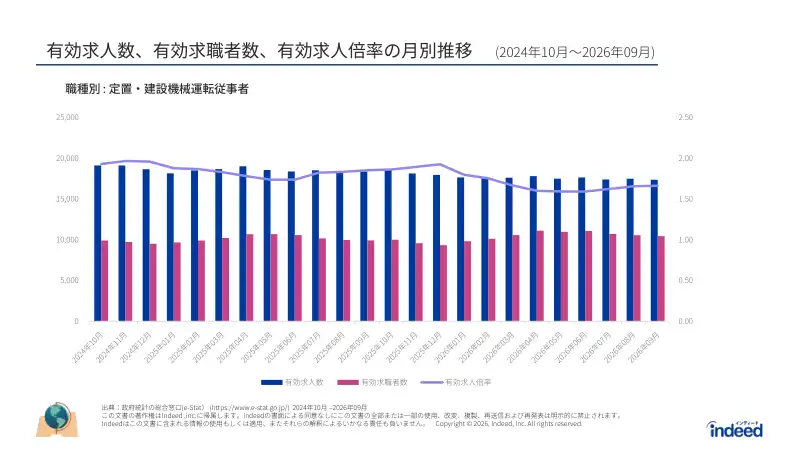 有効求人数、有効求職者数、有効求人倍率の月別推移 (2024年10月～2026年09月)
職種別 : 定置・建設機械運転従事者
25,000
20,000
15,000
10,000
5,000
0
2.50
2.00
1.50
1.00
0.50
0.00
2024年10月
2024年11月
2024年12月
2025年01月
2025年02月
2025年03月
2025年04月
2025年05月
2025年06月
2025年07月
2025年08月
2025年09月
2025年10月
2025年11月
2025年12月
2026年01月
2026年02月
2026年03月
2026年04月
2026年05月
2026年06月
2026年07月
2026年08月
2026年09月
有効求人数 有効求職者数 有効求人倍率
出典：政府統計の総合窓口(e-Stat） (https://www.e-stat.go.jp/) 2024年10月 –2026年09月
この文書の著作権はIndeed,Inc.に帰属します。Indeedの書面による同意なしにこの文書の全部または一部の使用、改変、複製、再送信および再発表は明示的に禁止されます。
Indeedはこの文書に含まれる情報の使用もしくは適用、またそれらの解釈によるいかなる責任も負いません。 Copyright © 2026, Indeed, Inc. All rights reserved.
インディード
indeed